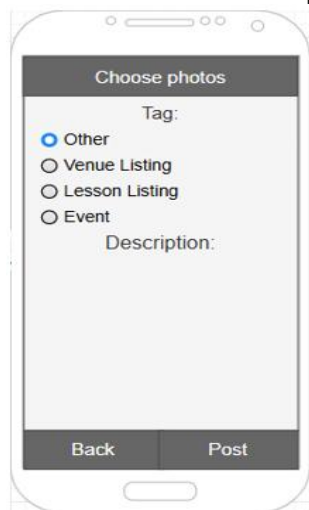 Choose photos
Tag:
Other
Venue Listing
Lesson Listing
Event
Description:
Back Post